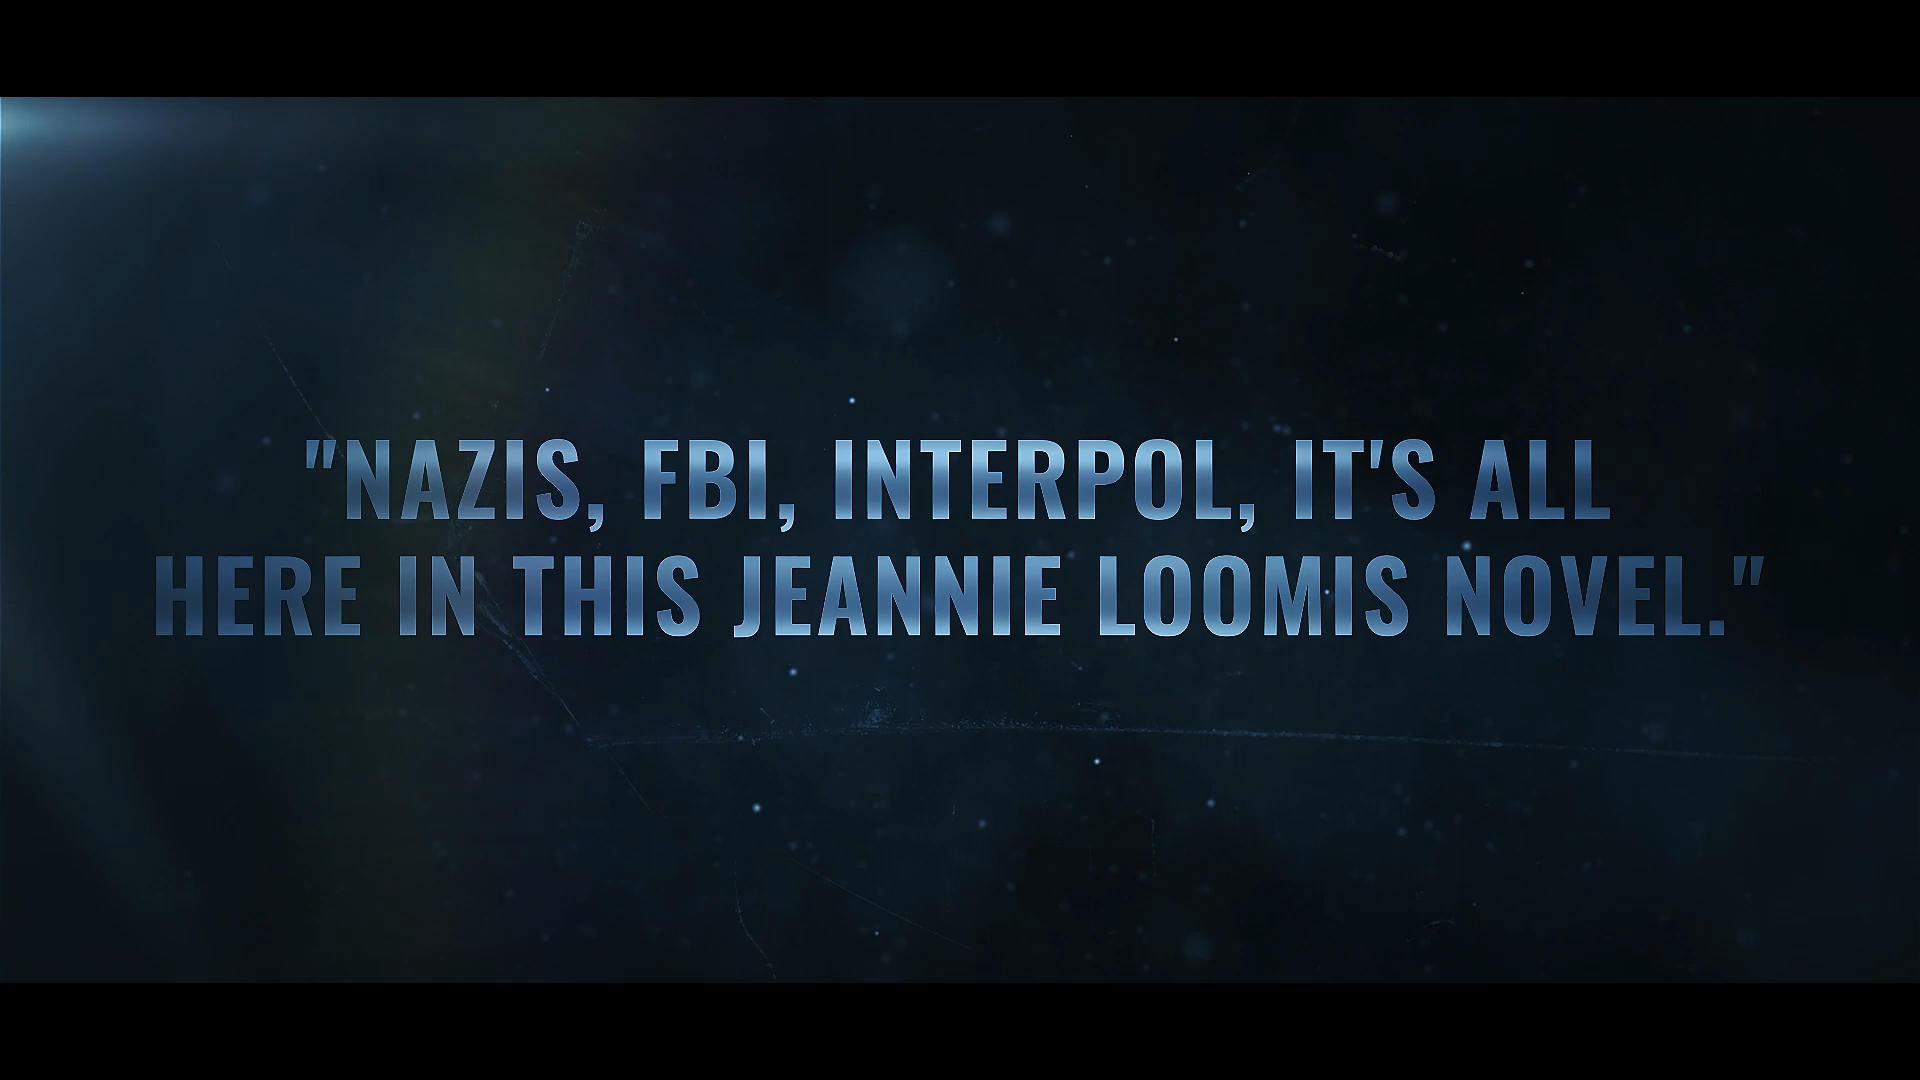 "NAZIS, FBI, INTERPOL, IT'S ALL
HERE IN THIS JEANNIE LOOMIS NOVEL."